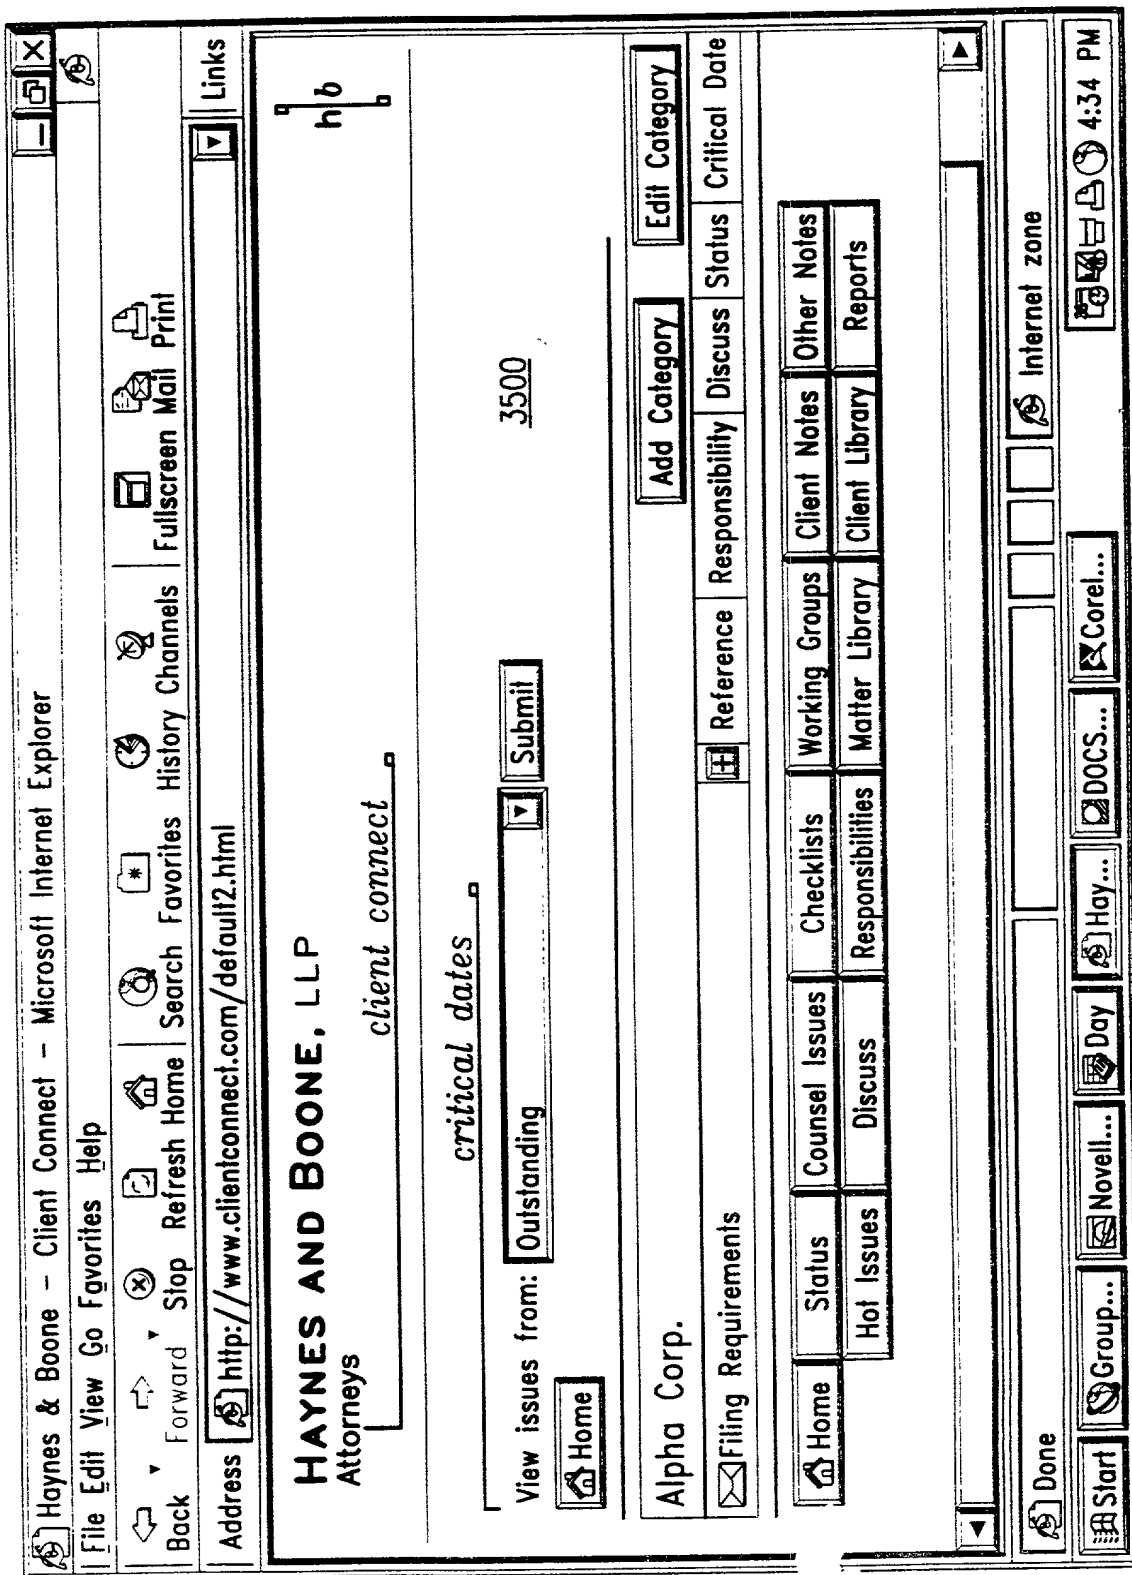 Haynes & Boone – Client Connect – Microsoft Internet Explorer
File Edit View Go Favorites Help
Back Forward Stop Refresh Home Search Favorites History Channels Fullscreen Mail Print
Address http://www.clientconnect.com/default2.html Links
HAYNES AND BOONE, LLP
Attorneys
h b
client connect
critical dates
View issues from: Outstanding Submit 3500
Home
Alpha Corp. Add Category Edit Category
Filing Requirements + Reference Responsibility Discuss Status Critical Date
Home Status Counsel Issues Checklists Working Groups Client Notes Other Notes
Hot Issues Discuss Responsibilities Matter Library Client Library Reports
Done Internet zone
Start Group... Novell... Day Hay... DOCS... Corel... 4:34 PM